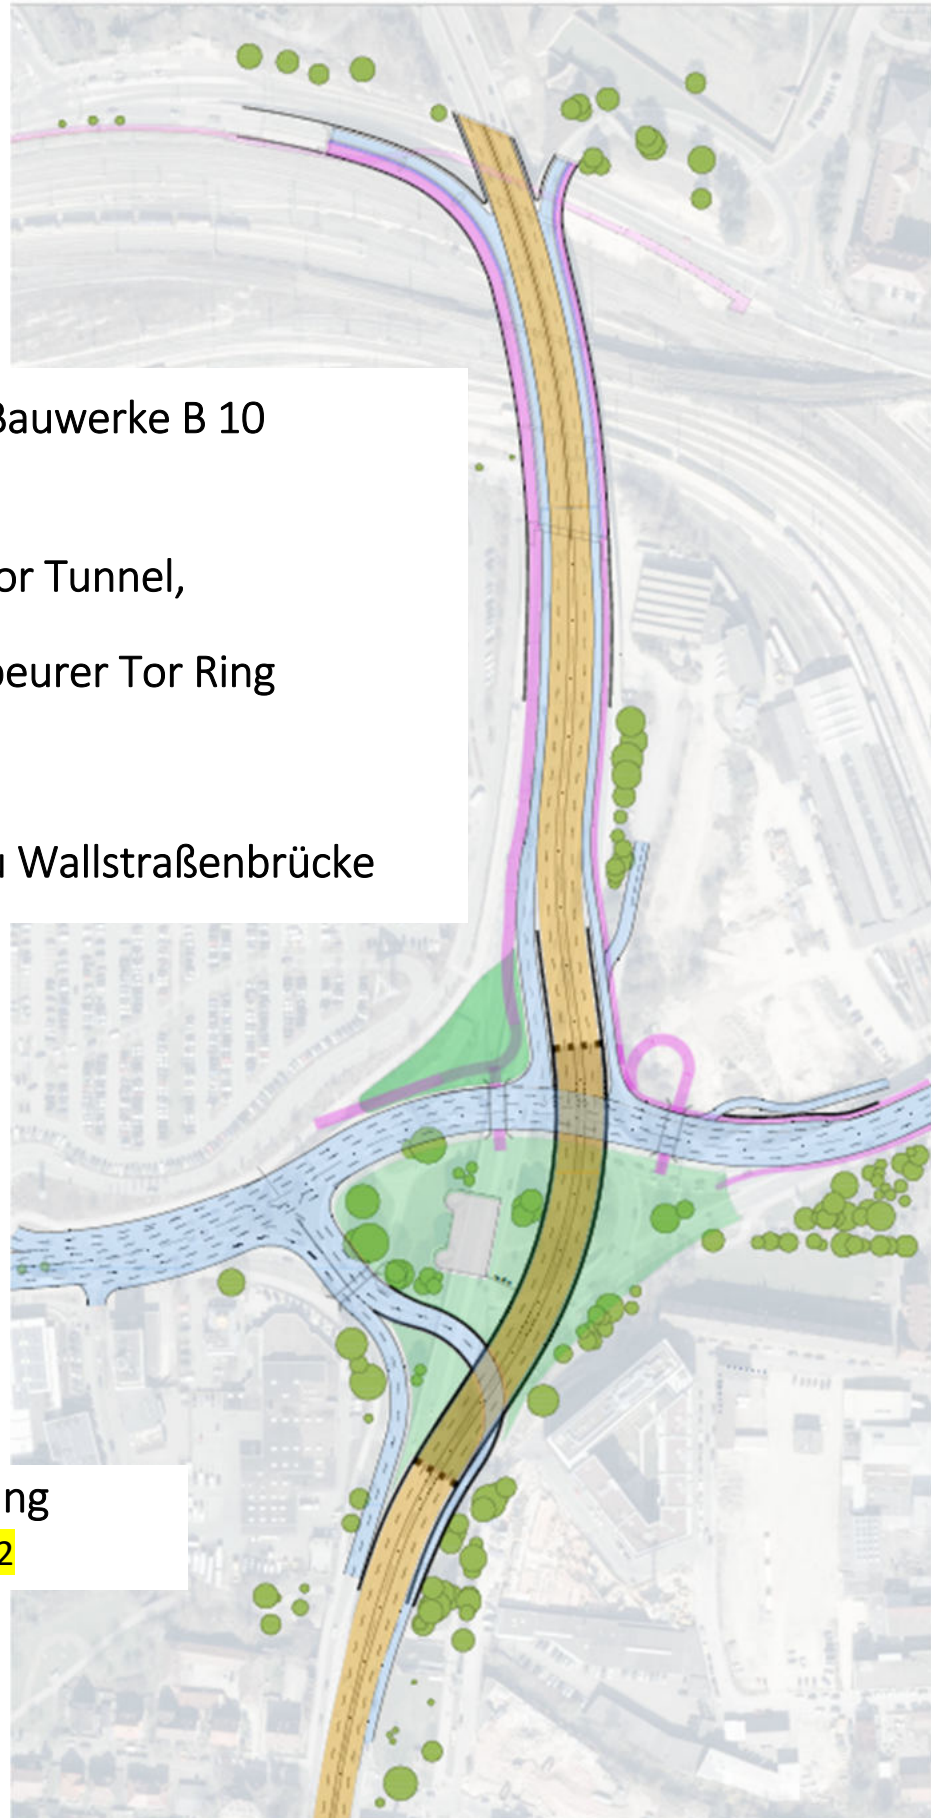 Bauwerke B 10
or Tunnel,
beurer Tor Ring
u Wallstraßenbrücke
ng
2